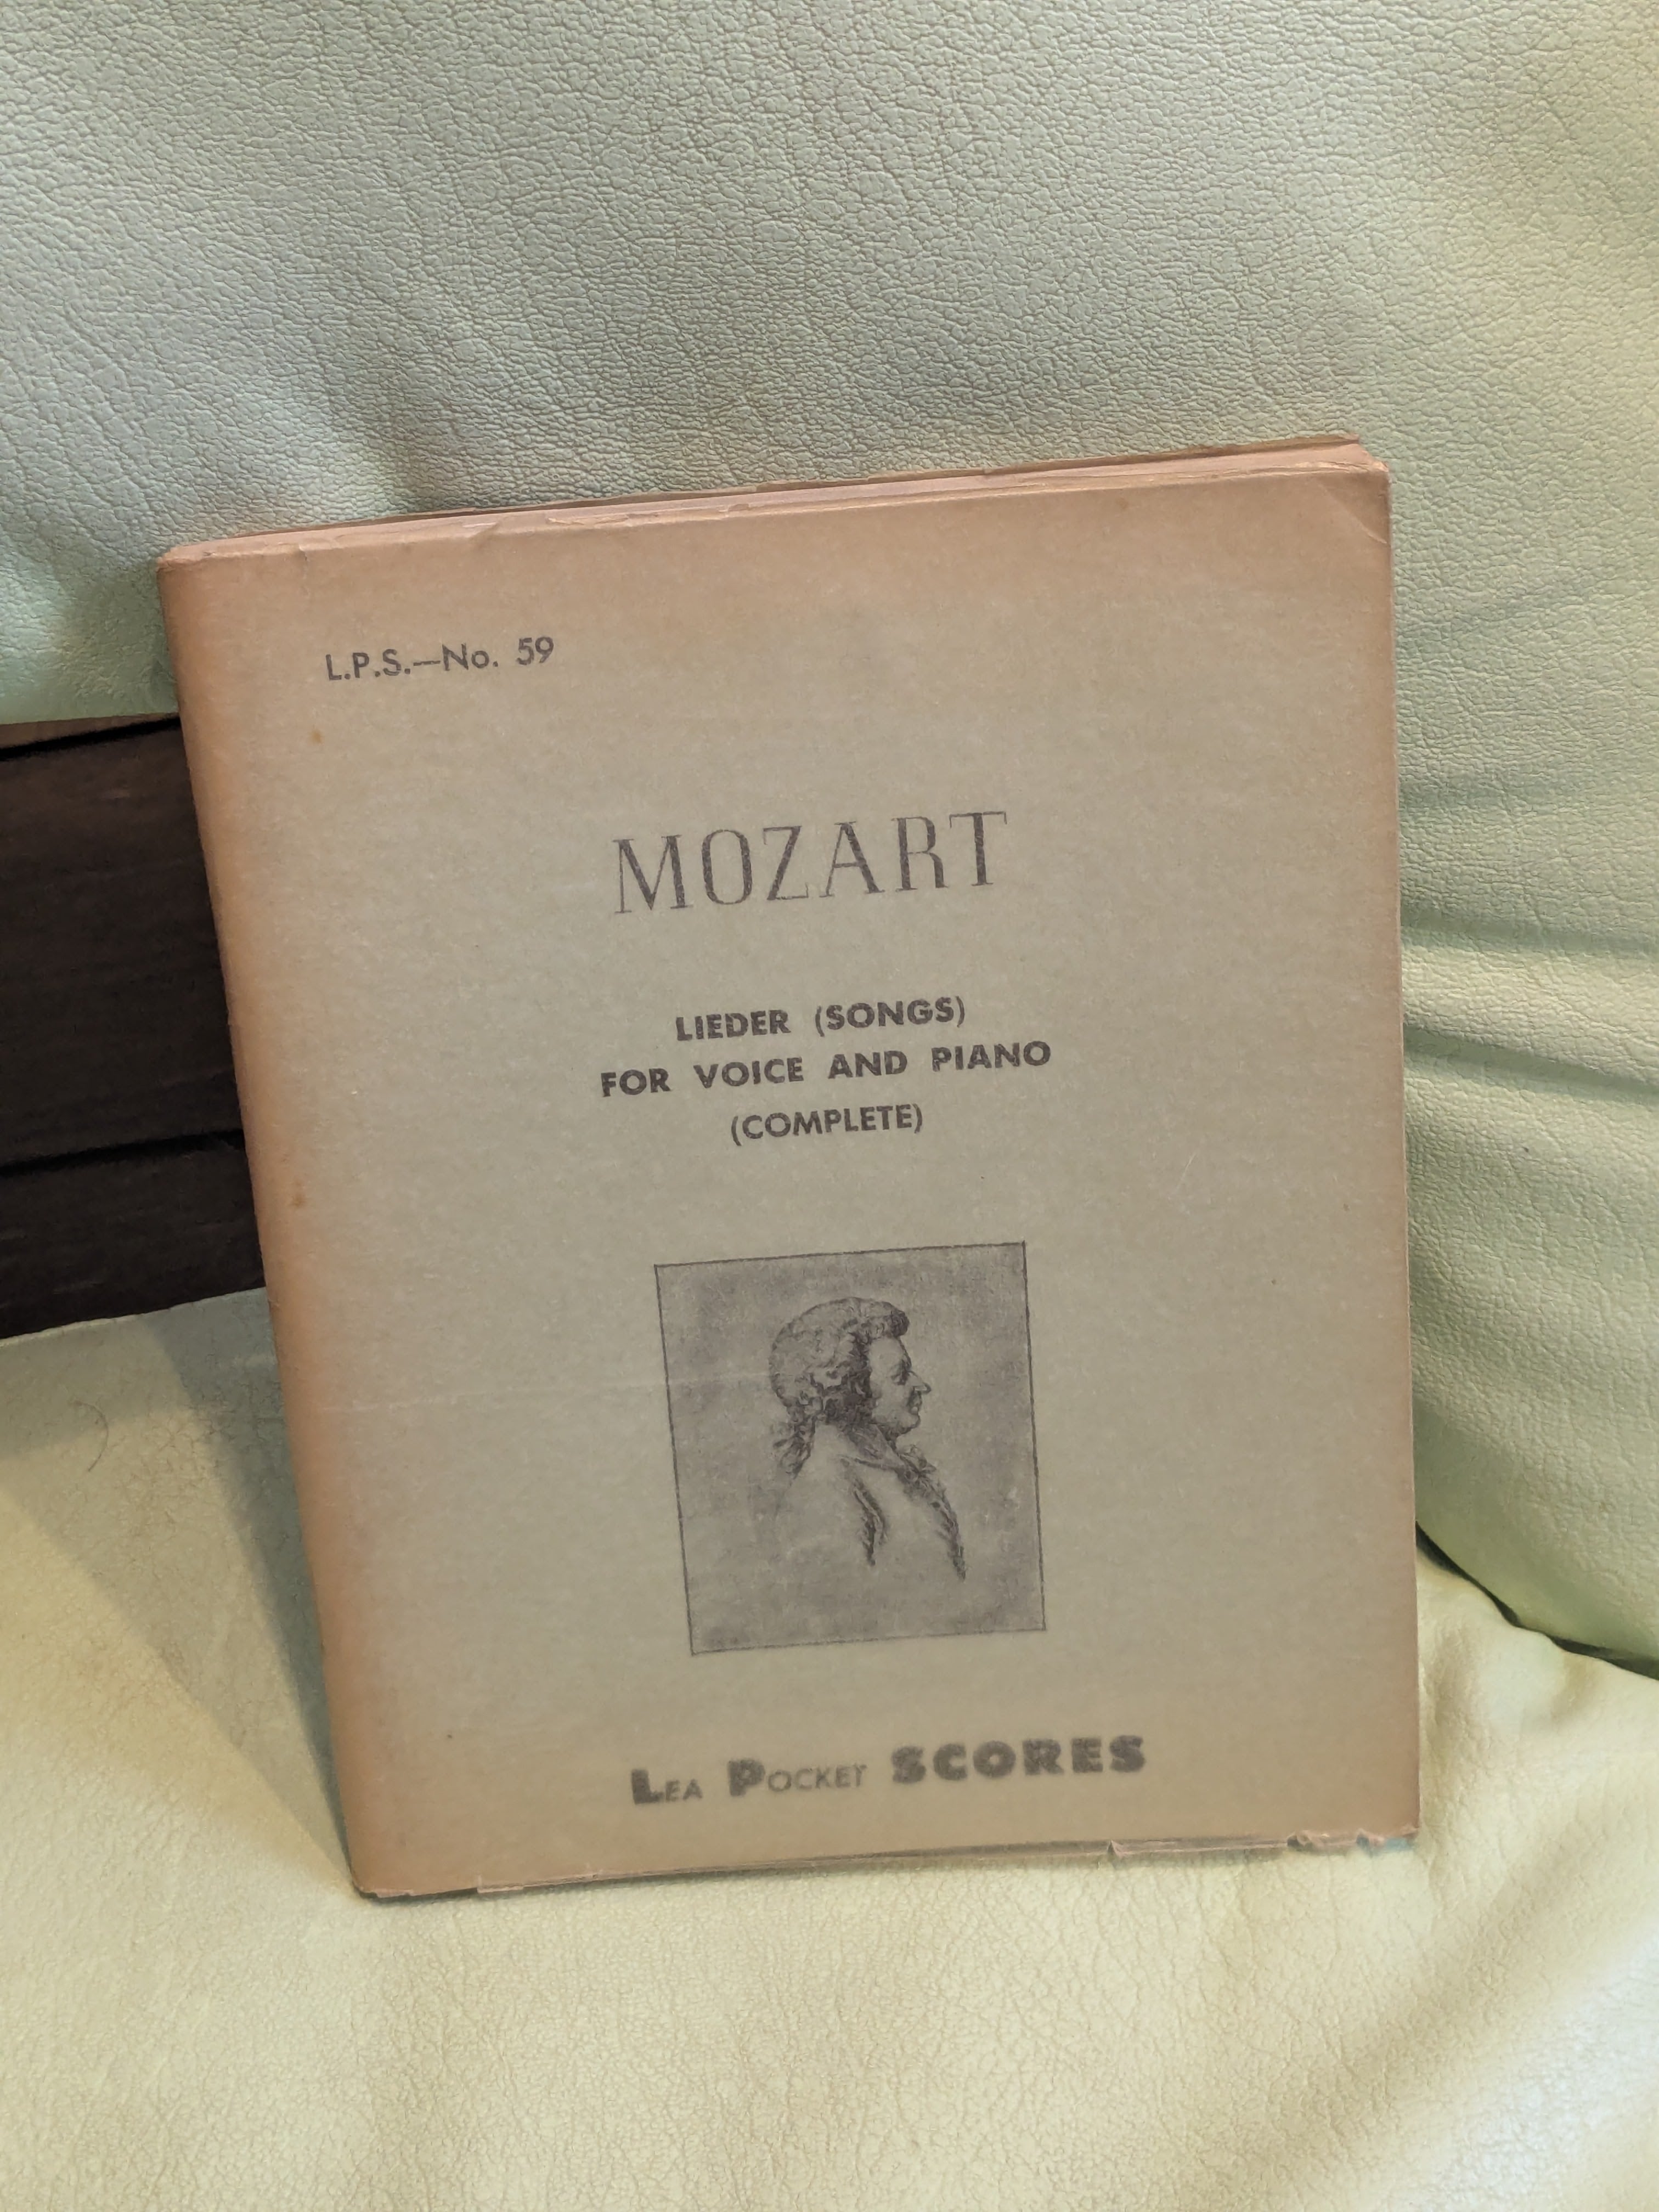 L.P.S.—No. 59
MOZART
LIEDER (SONGS)
FOR VOICE AND PIANO
(COMPLETE)
LEA POCKET SCORES